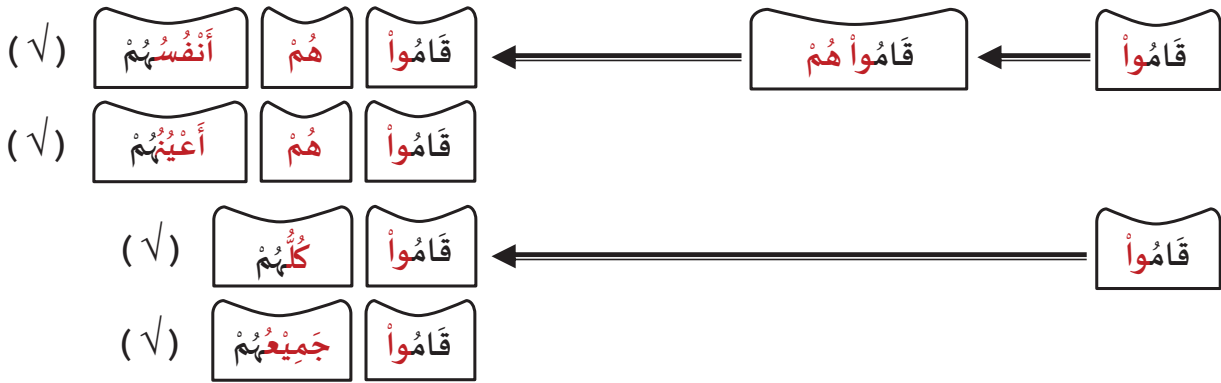 قَامُواْ قَامُواْ هُمْ قَامُواْ هُمْ أَنْفُسُهُمْ (√)
قَامُواْ هُمْ أَعْيُنُهُمْ (√)
قَامُواْ قَامُواْ كُلُّهُمْ (√)
قَامُواْ جَمِيْعُهُمْ (√)